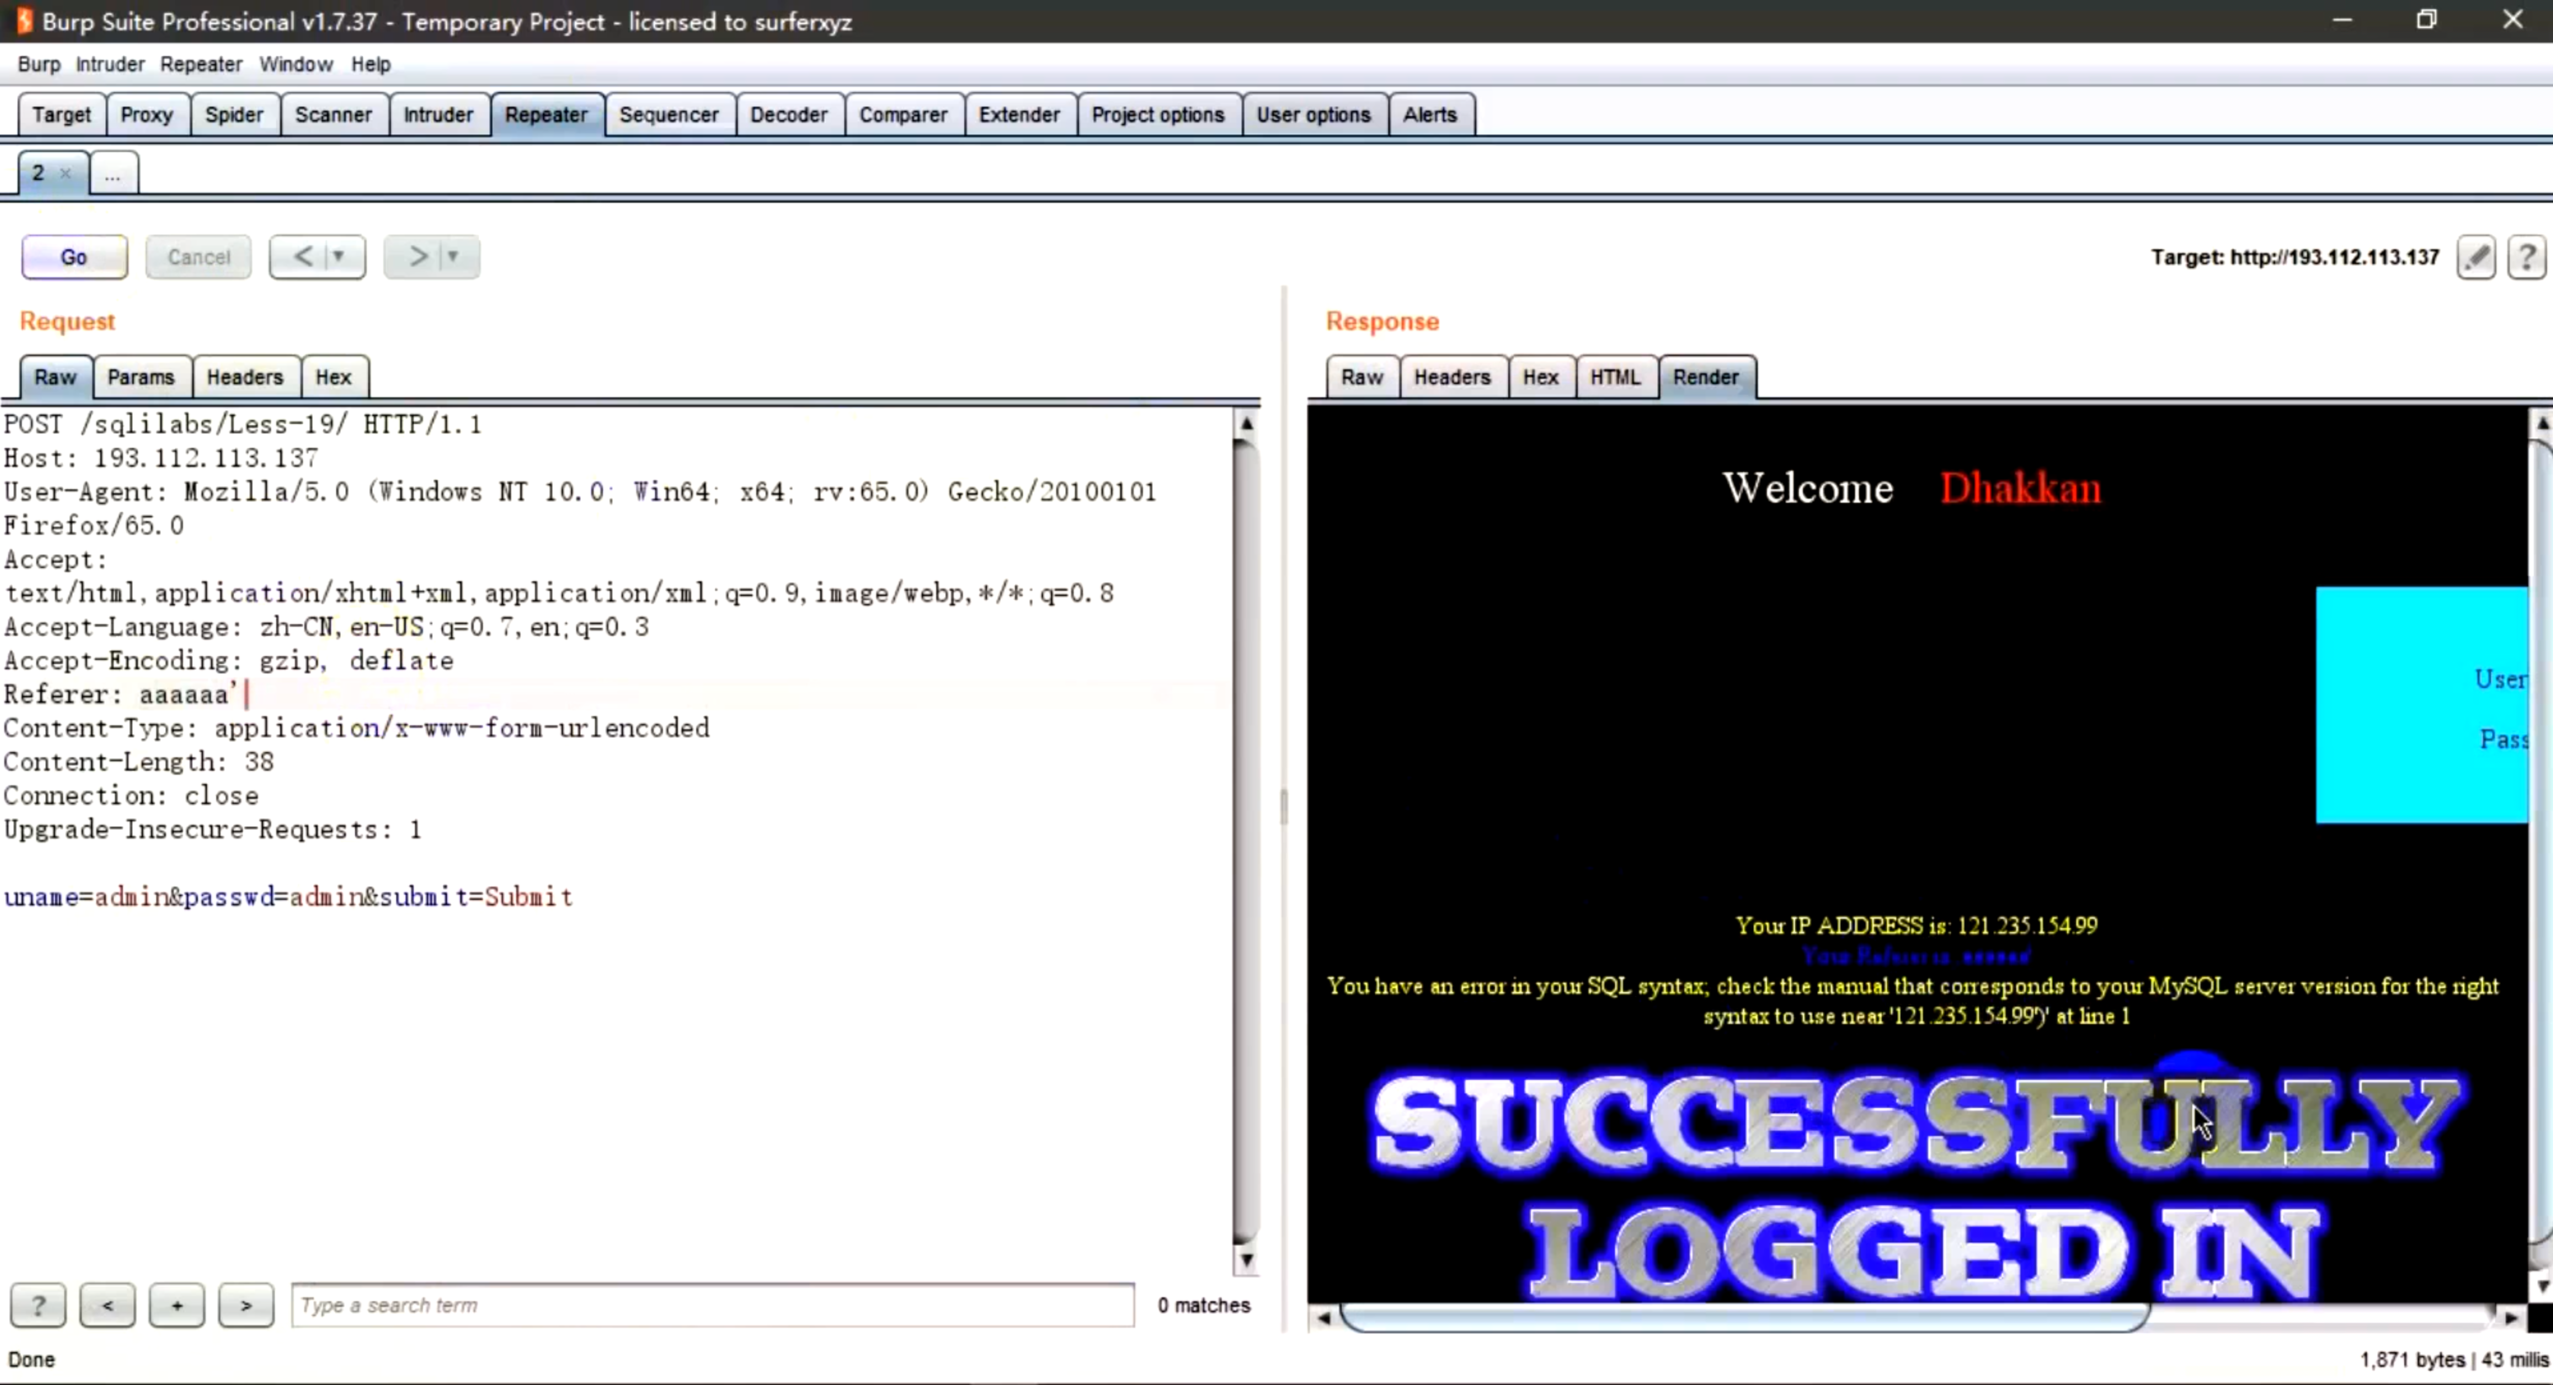 Burp Suite Professional v1.7.37 - Temporary Project - licensed to surferxyz
Burp Intruder Repeater Window Help
Target Proxy Spider Scanner Intruder Repeater Sequencer Decoder Comparer Extender Project options User options Alerts
2 × ...
Go Cancel < >
Target: http://193.112.113.137 ?
Request
Raw Params Headers Hex
POST /sqlilabs/Less-19/ HTTP/1.1
Host: 193.112.113.137
User-Agent: Mozilla/5.0 (Windows NT 10.0; Win64; x64; rv:65.0) Gecko/20100101
Firefox/65.0
Accept:
text/html,application/xhtml+xml,application/xml;q=0.9,image/webp,*/*;q=0.8
Accept-Language: zh-CN,en-US;q=0.7,en;q=0.3
Accept-Encoding: gzip, deflate
Referer: aaaaaa'
Content-Type: application/x-www-form-urlencoded
Content-Length: 38
Connection: close
Upgrade-Insecure-Requests: 1
uname=admin&passwd=admin&submit=Submit
? < + > Type a search term 0 matches
Response
Raw Headers Hex HTML Render
Welcome Dhakkan
User
Pass
Your IP ADDRESS is: 121.235.154.99
Your Referer is:
You have an error in your SQL syntax; check the manual that corresponds to your MySQL server version for the right
syntax to use near '121.235.154.99')' at line 1
SUCCESSFULLY
LOGGED IN
Done
1,871 bytes | 43 millis